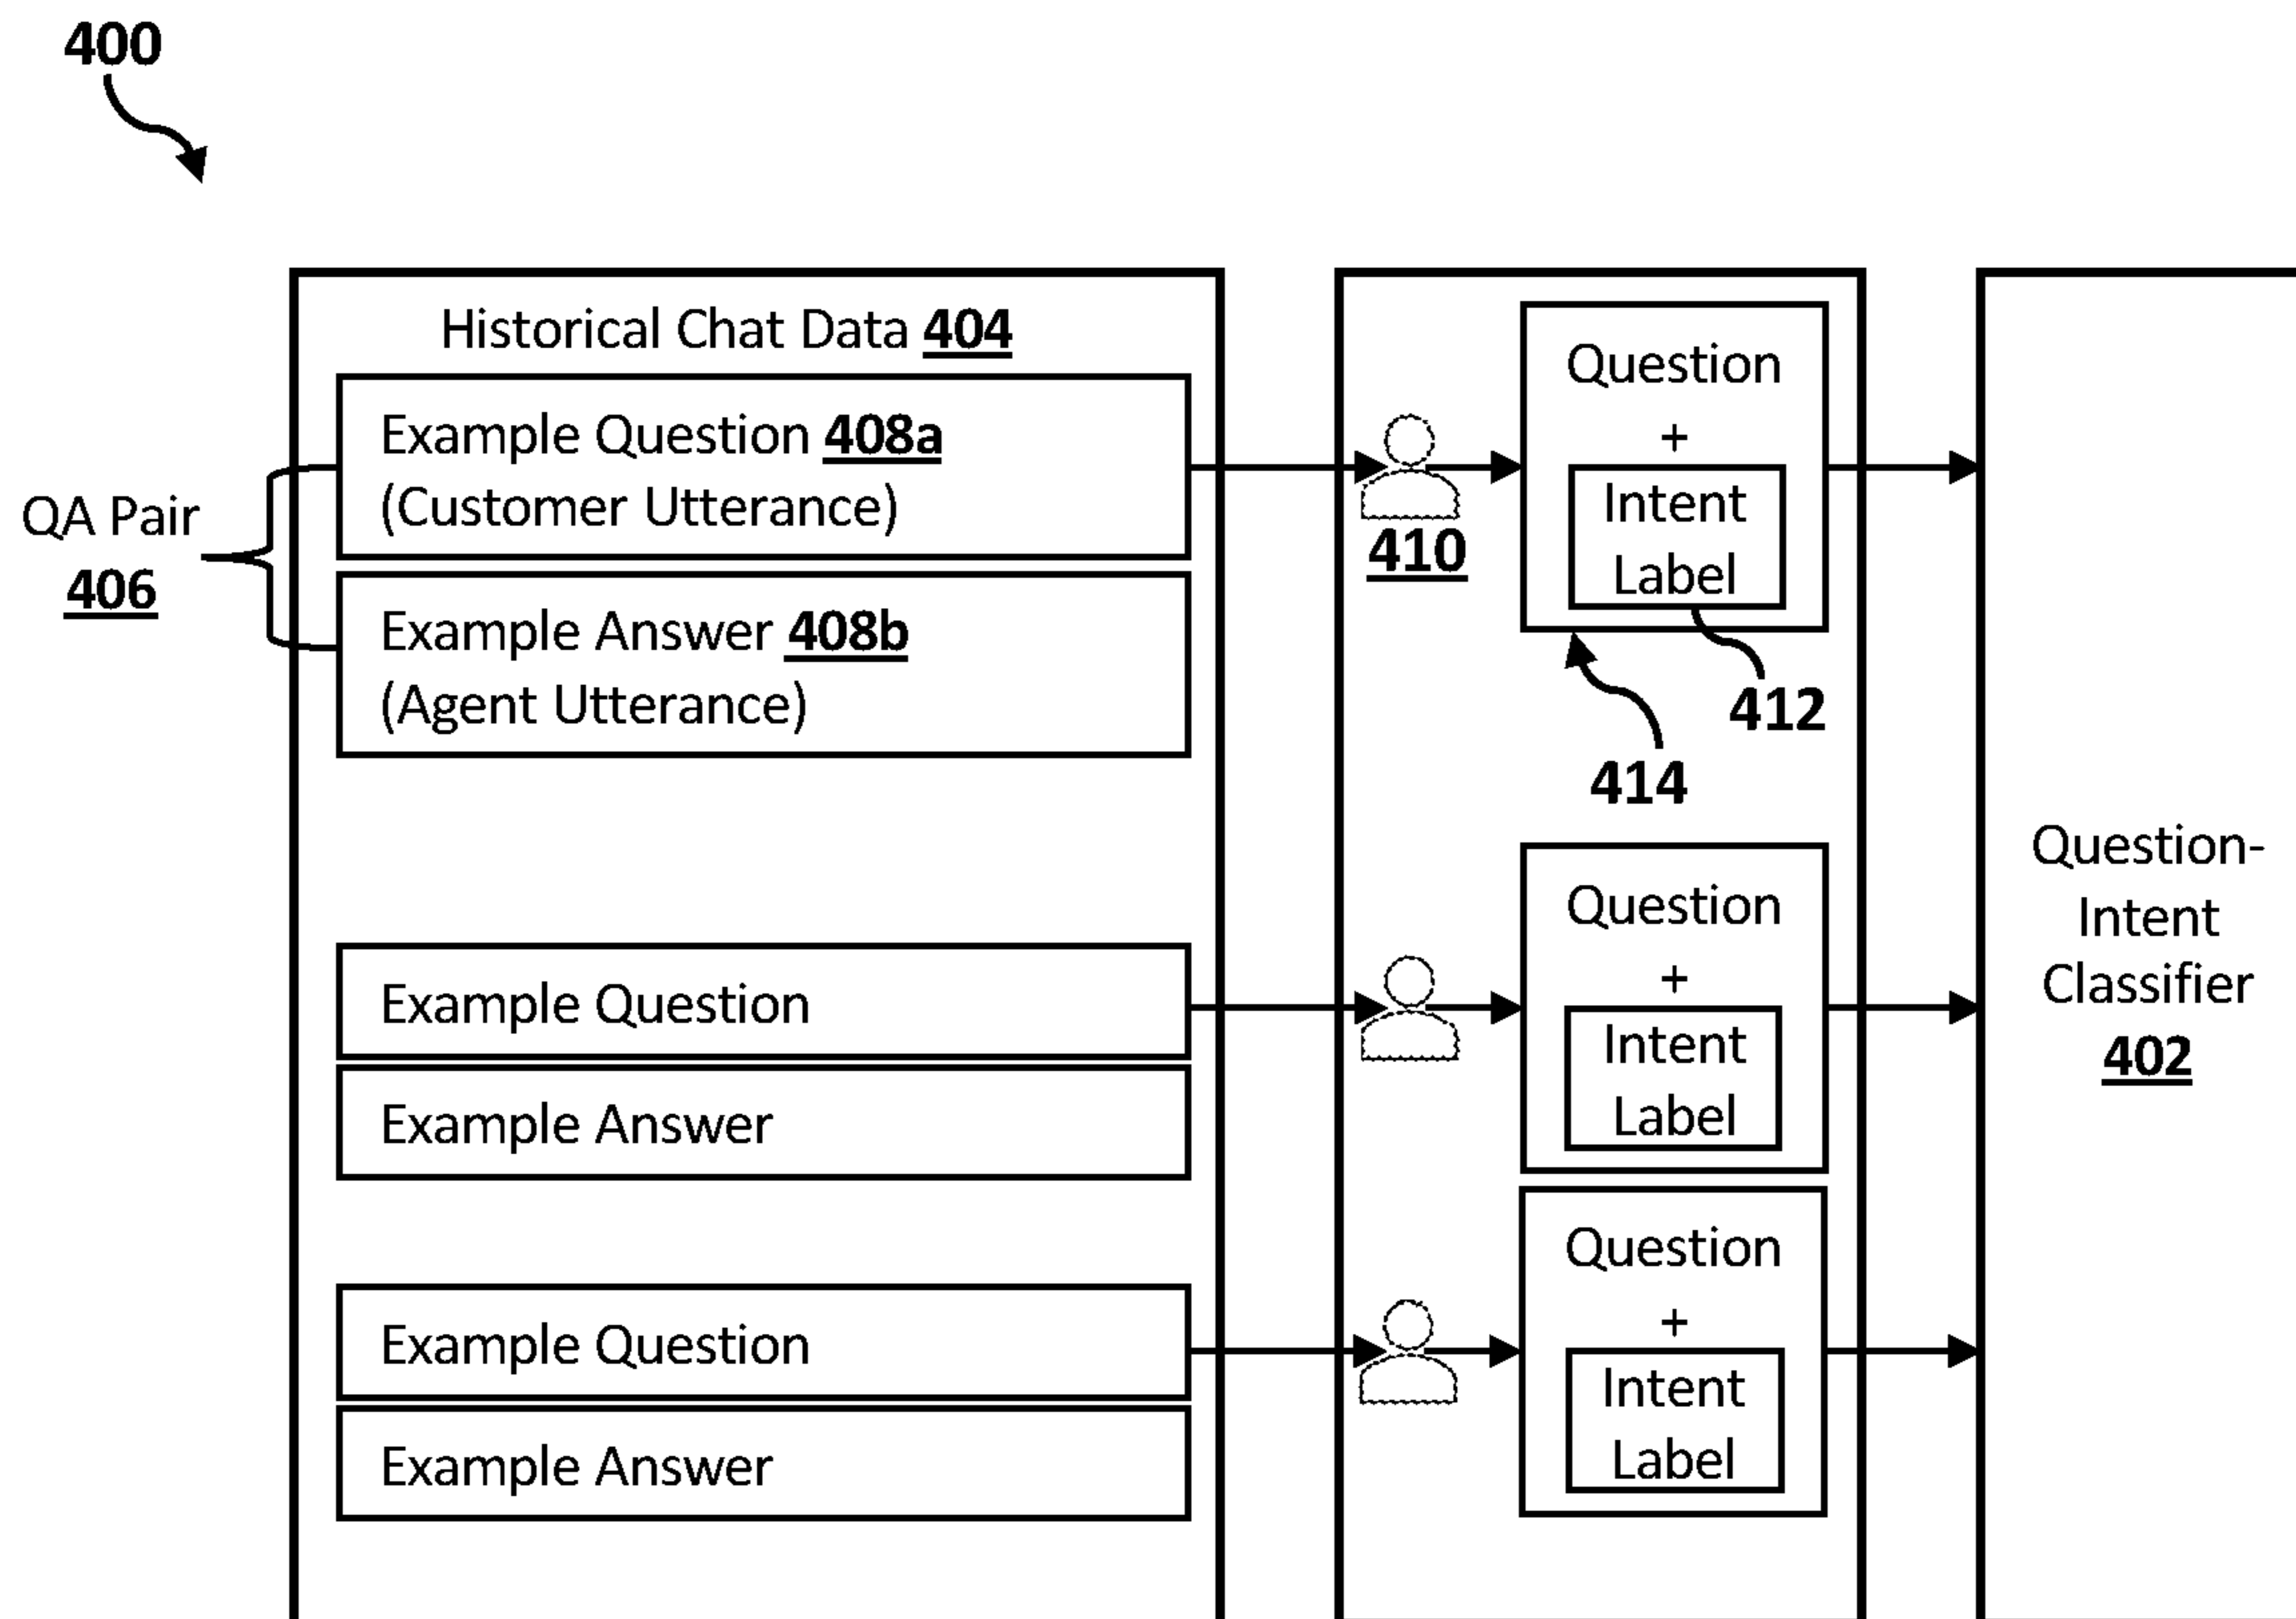 400
Historical Chat Data 404
Example Question 408a
(Customer Utterance)
QA Pair
406
Example Answer 408b
(Agent Utterance)
410
Question
+
Intent
Label
412
414
Example Question
Example Answer
Question
+
Intent
Label
Example Question
Example Answer
Question
+
Intent
Label
Question-
Intent
Classifier
402